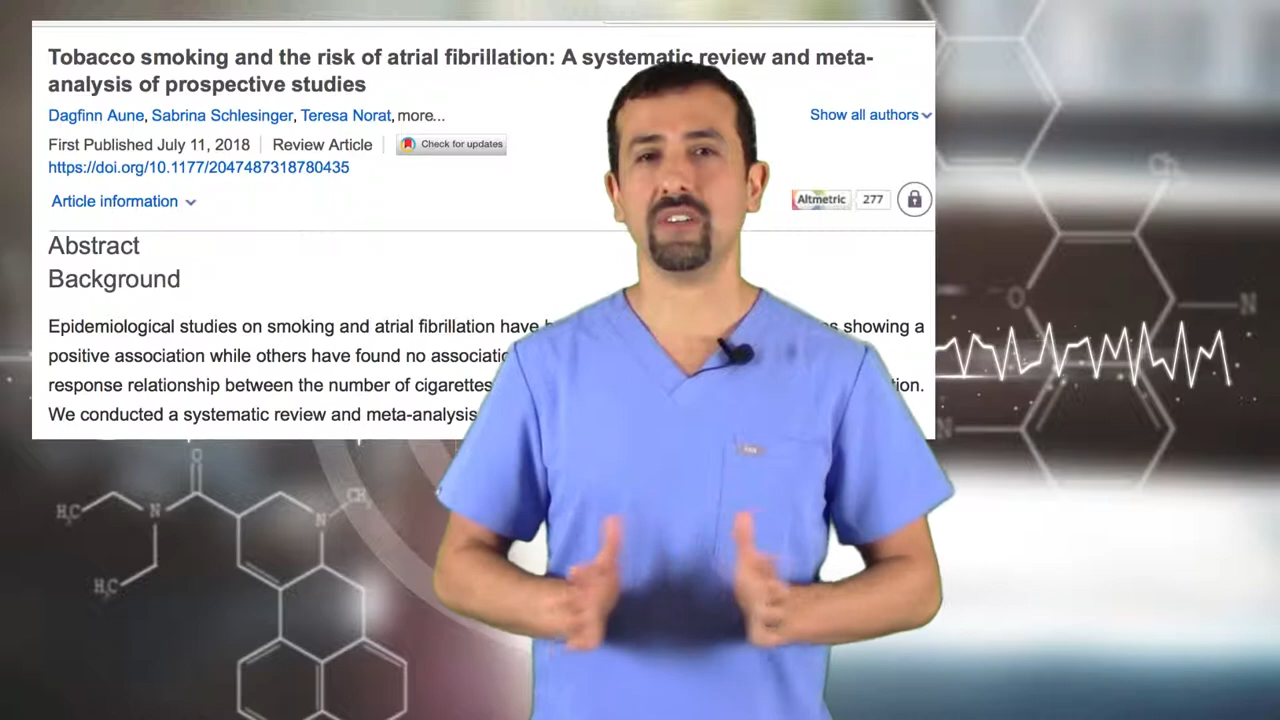 Tobacco smoking and the risk of atrial fibrillation: A systematic review and meta-
analysis of prospective studies
Dagfinn Aune, Sabrina Schlesinger, Teresa Norat, more... Show all authors
First Published July 11, 2018 Review Article Check for updates
https://doi.org/10.1177/2047487318780435
Article information Altmetric 277
Abstract
Background
Epidemiological studies on smoking and atrial fibrillation have showing a
positive association while others have found no
response relationship between the number of cigarettes
We conducted a systematic review and meta-analysis
CH3
O
N
N
O
H3C
N
CH3
N
H3C